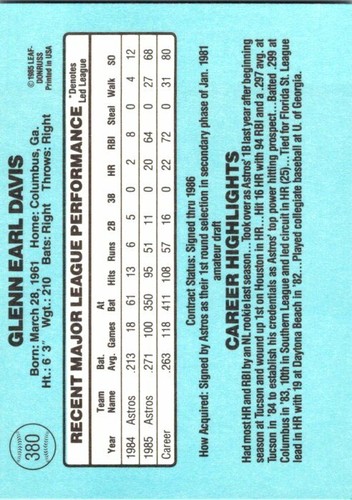 380
©1985 LEAF-
DONRUSS
Printed in USA
GLENN EARL DAVIS
Born: March 28, 1961 Home: Columbus, Ga.
Ht.: 6'3" Wgt.: 210 Bats: Right Throws: Right
RECENT MAJOR LEAGUE PERFORMANCE *Denotes Led League
Year Team Name Bat. Avg. Games At Bat Hits Runs 2B 3B HR RBI Steal Walk SO
1984 Astros .213 18 61 13 6 5 0 2 8 0 4 12
1985 Astros .271 100 350 95 51 11 0 20 64 0 27 68
Career .263 118 411 108 57 16 0 22 72 0 31 80
Contract Status: Signed thru 1986
How Acquired: Signed by Astros as their 1st round selection in secondary phase of Jan. 1981
amateur draft
CAREER HIGHLIGHTS
Had most HR and RBI by an NL rookie last season...Took over as Astros' 1B last year after beginning
season at Tucson and wound up 1st on Houston in HR...Hit 16 HR with 94 RBI and a .297 avg. at
Tucson in '84 to establish his credentials as Astros' top power hitting prospect...Batted .299 at
Columbus in '83, 10th in Southern League and led circuit in HR (25)...Tied for Florida St. League
lead in HR with 19 at Daytona Beach in '82...Played collegiate baseball at U. of Georgia.